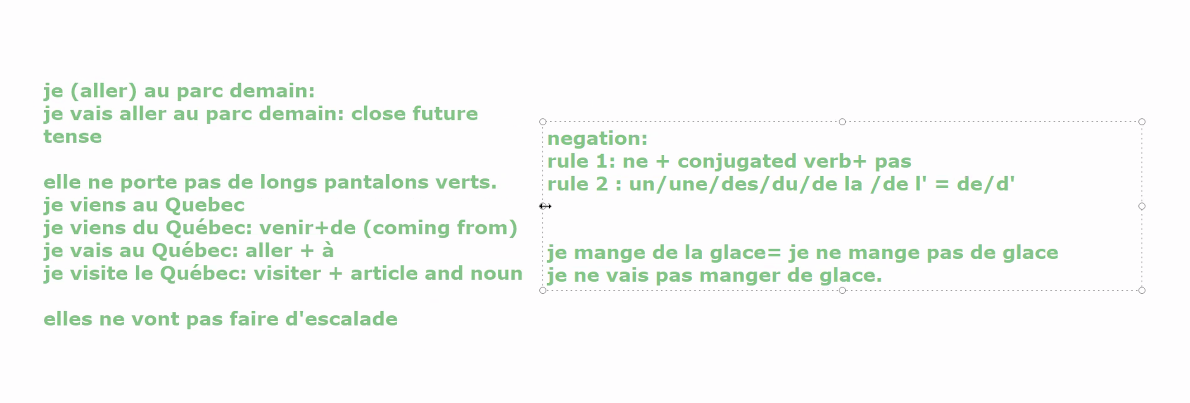 je (aller) au parc demain:
je vais aller au parc demain: close future
tense
elle ne porte pas de longs pantalons verts.
je viens au Quebec
je viens du Québec: venir+de (coming from)
je vais au Québec: aller + à
je visite le Québec: visiter + article and noun
elles ne vont pas faire d'escalade
negation:
rule 1: ne + conjugated verb+ pas
rule 2 : un/une/des/du/de la /de l' = de/d'
je mange de la glace= je ne mange pas de glace
je ne vais pas manger de glace.